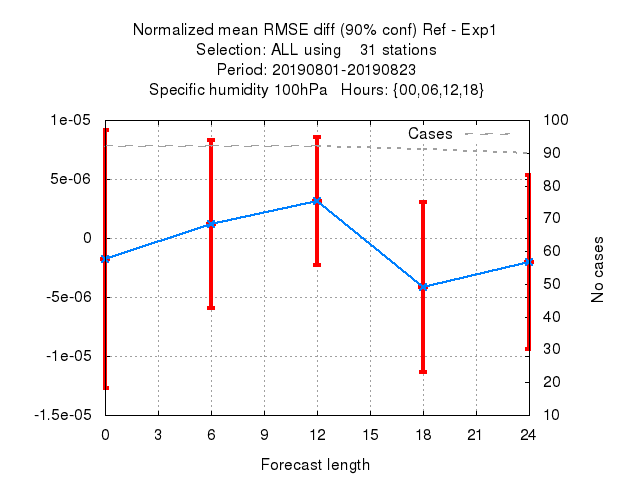 Normalized mean RMSE diff (90% conf) Ref - Exp1
Selection: ALL using    31 stations
Period: 20190801-20190823
Specific humidity 100hPa   Hours: {00,06,12,18}
1e-05
5e-06
0
-5e-06
-1e-05
-1.5e-05
Cases
100
90
80
70
60
50
40
30
20
10
No cases
0 3 6 9 12 15 18 21 24
Forecast length